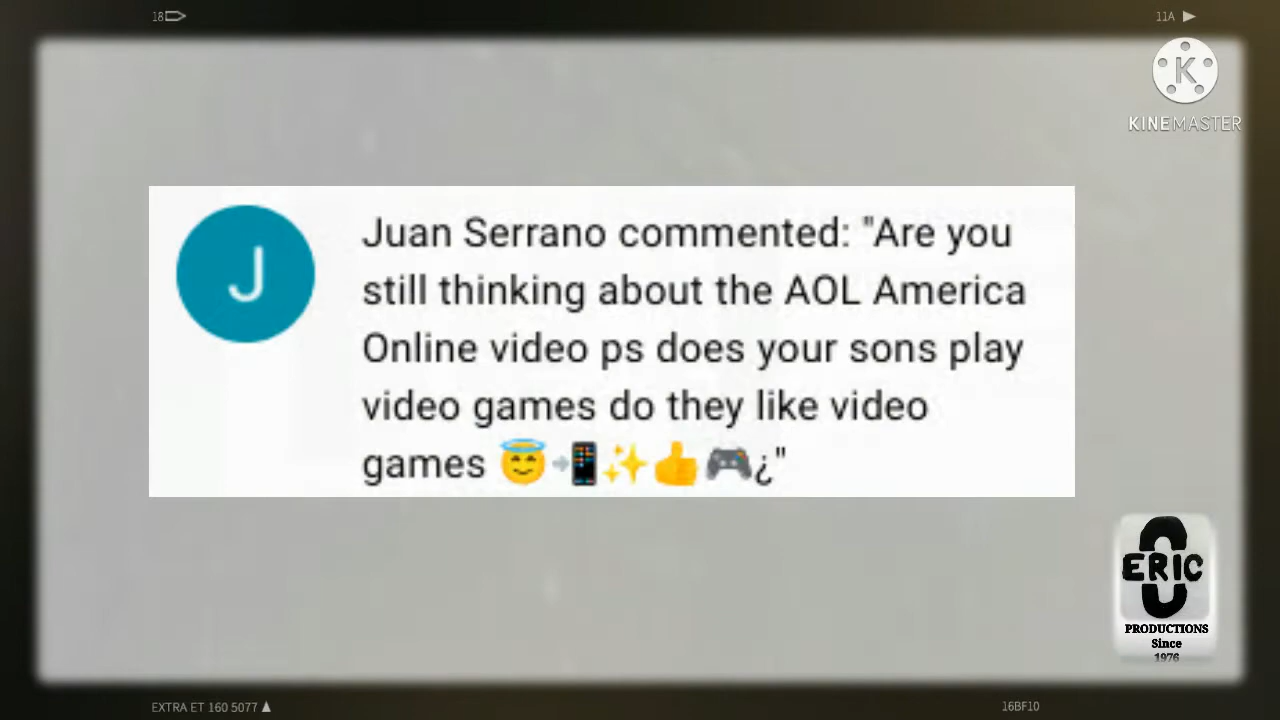 18
11A
K
KINEMASTER
J
Juan Serrano commented: "Are you
still thinking about the AOL America
Online video ps does your sons play
video games do they like video
games 😇📲✨👍🎮¿"
ERIC
PRODUCTIONS
Since
1976
EXTRA ET 160 5077
16BF10